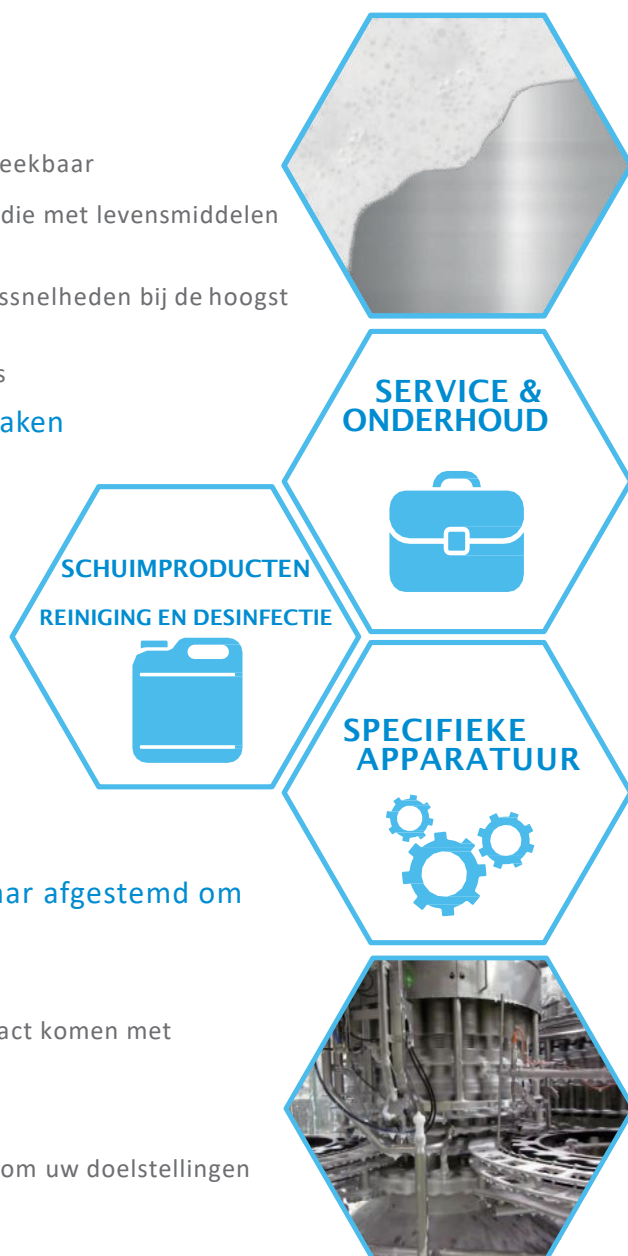 eekbaar
die met levensmiddelen
ssnelheden bij de hoogst
s
aken
SERVICE &
ONDERHOUD
SCHUIMPRODUCTEN
REINIGING EN DESINFECTIE
SPECIFIEKE
APPARATUUR
aar afgestemd om
act komen met
om uw doelstellingen